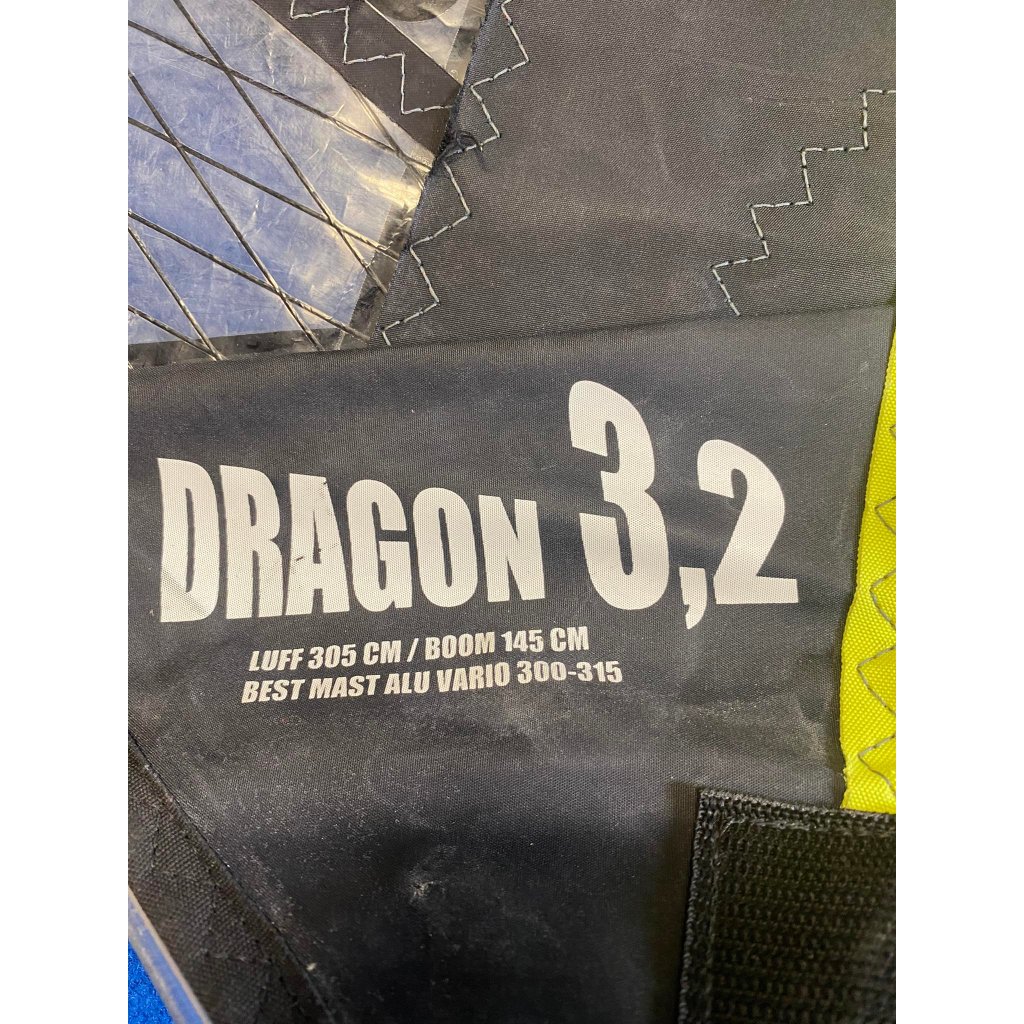 DRAGON 3,2
LUFF 305 CM / BOOM 145 CM
BEST MAST ALU VARIO 300-315